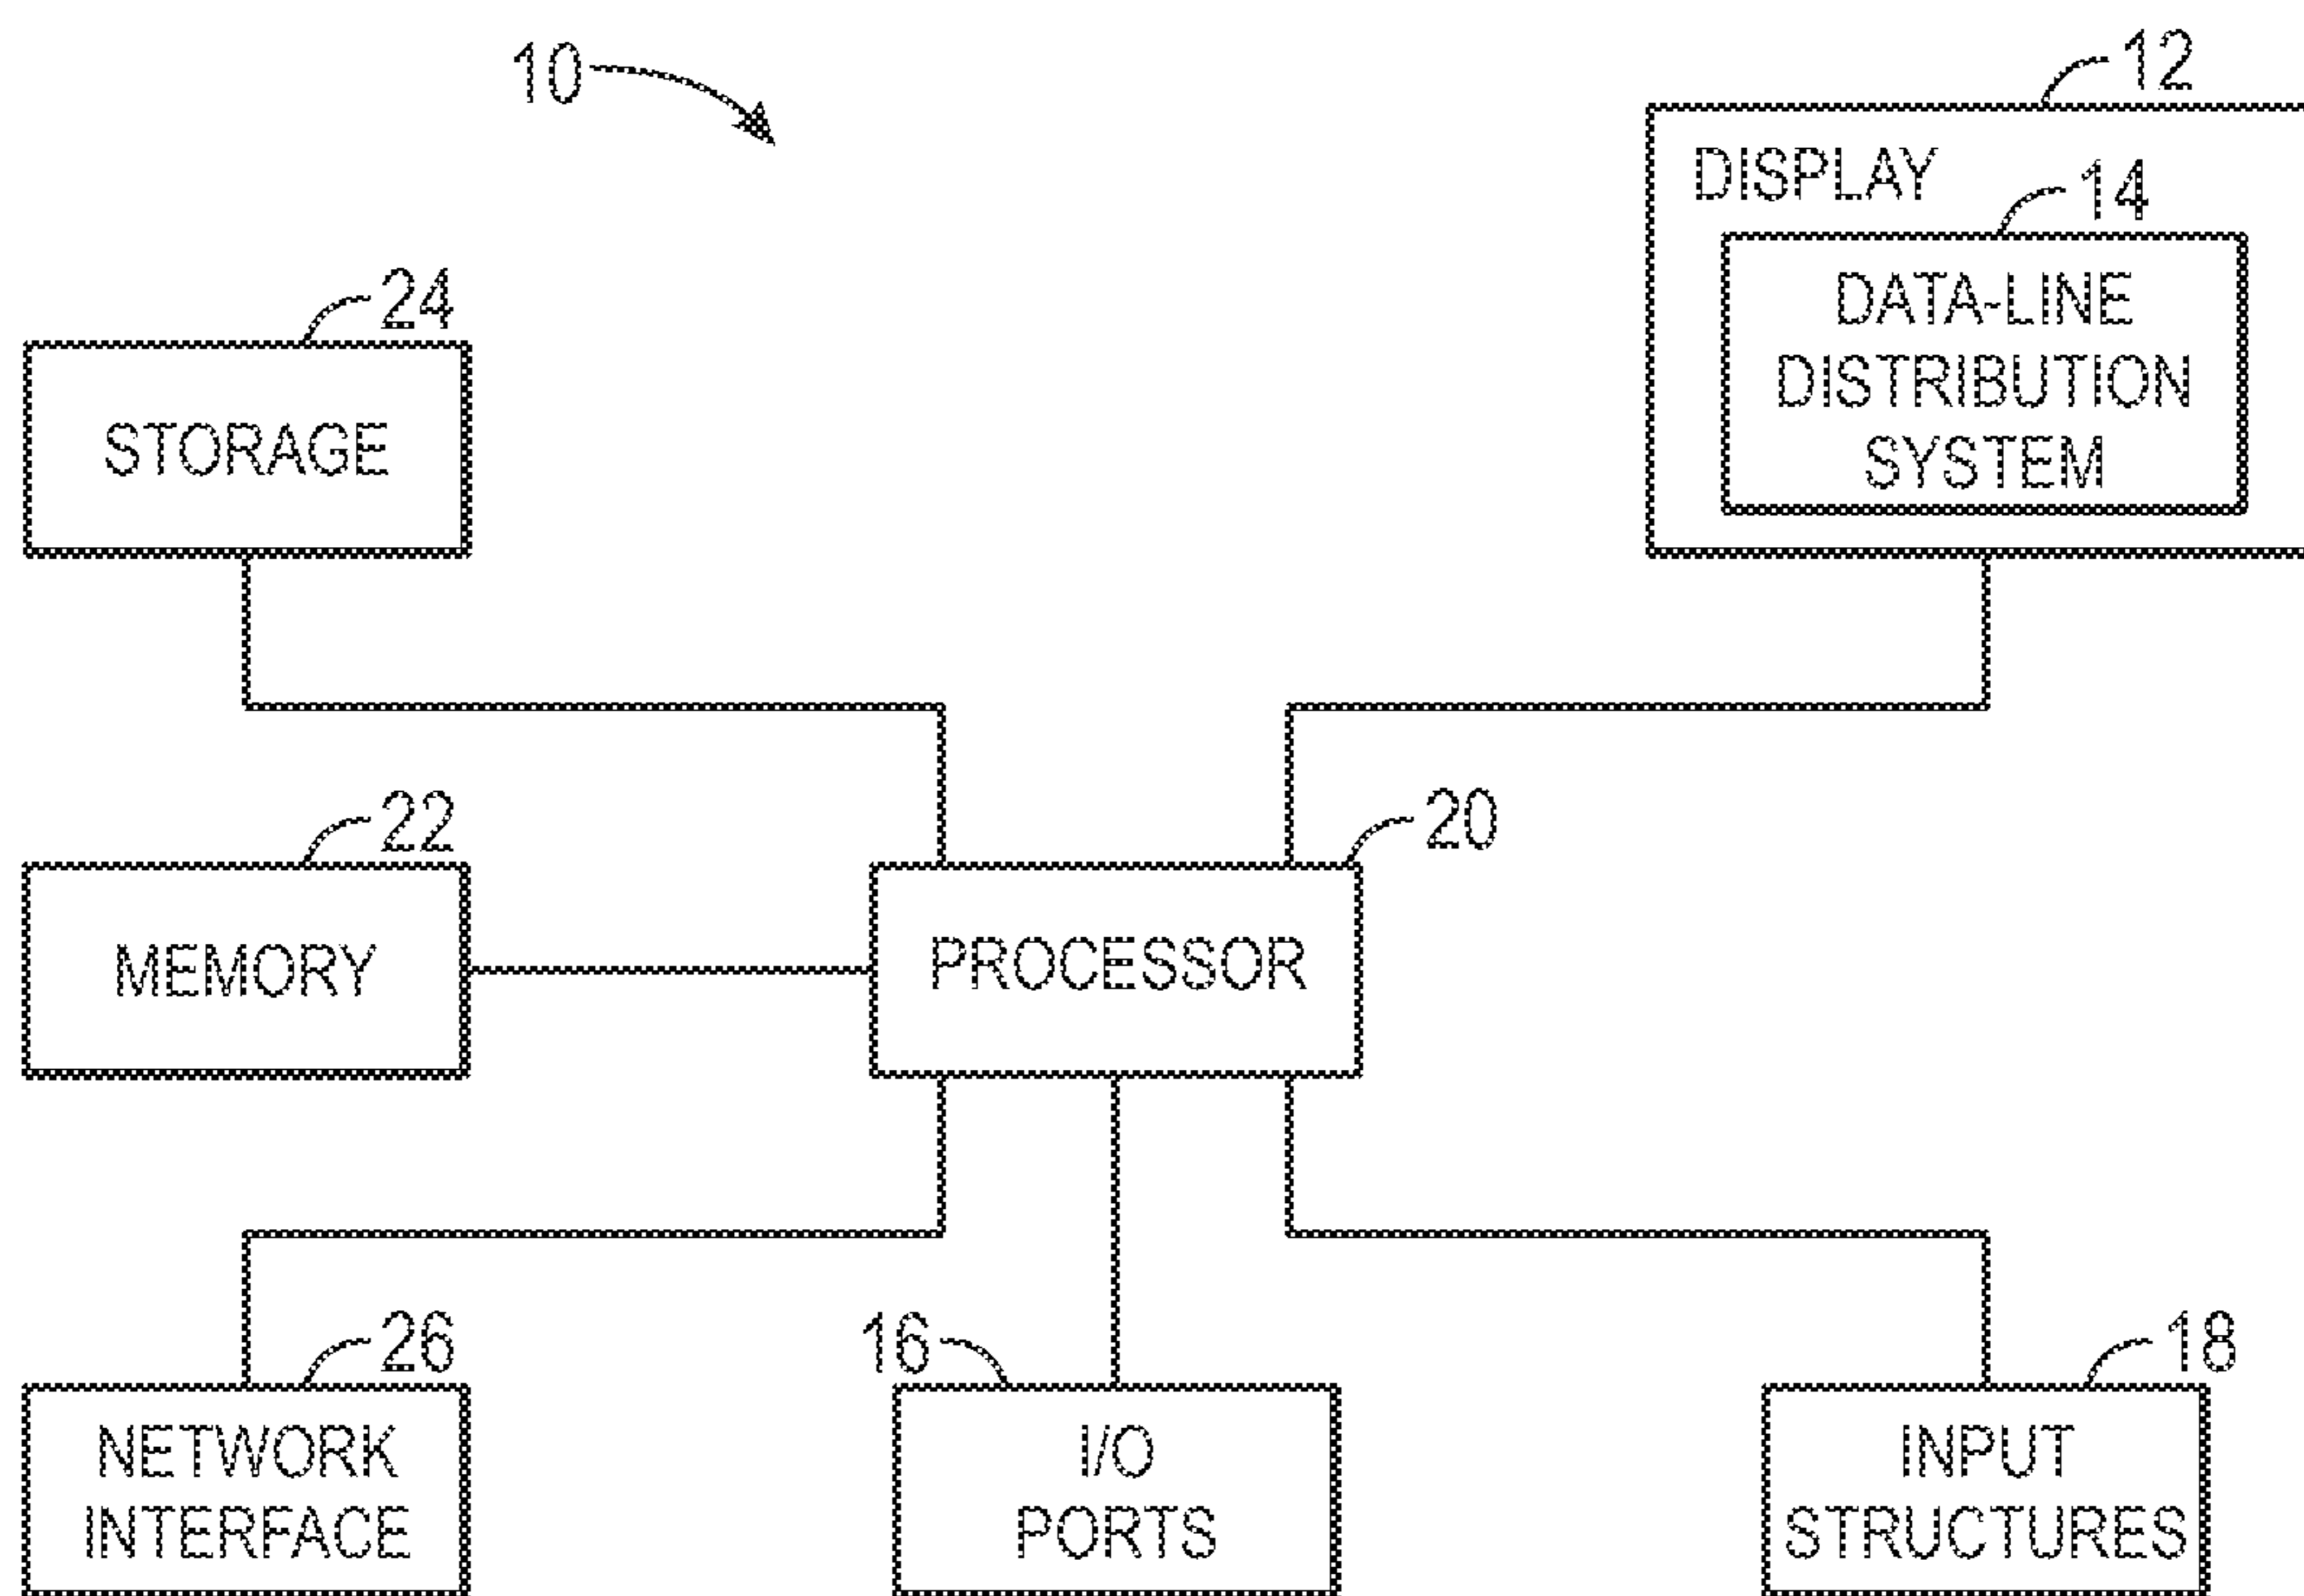 10
12
DISPLAY
14
DATA-LINE
DISTRIBUTION
SYSTEM
24
STORAGE
22
MEMORY
20
PROCESSOR
26
NETWORK
INTERFACE
16
I/O
PORTS
18
INPUT
STRUCTURES